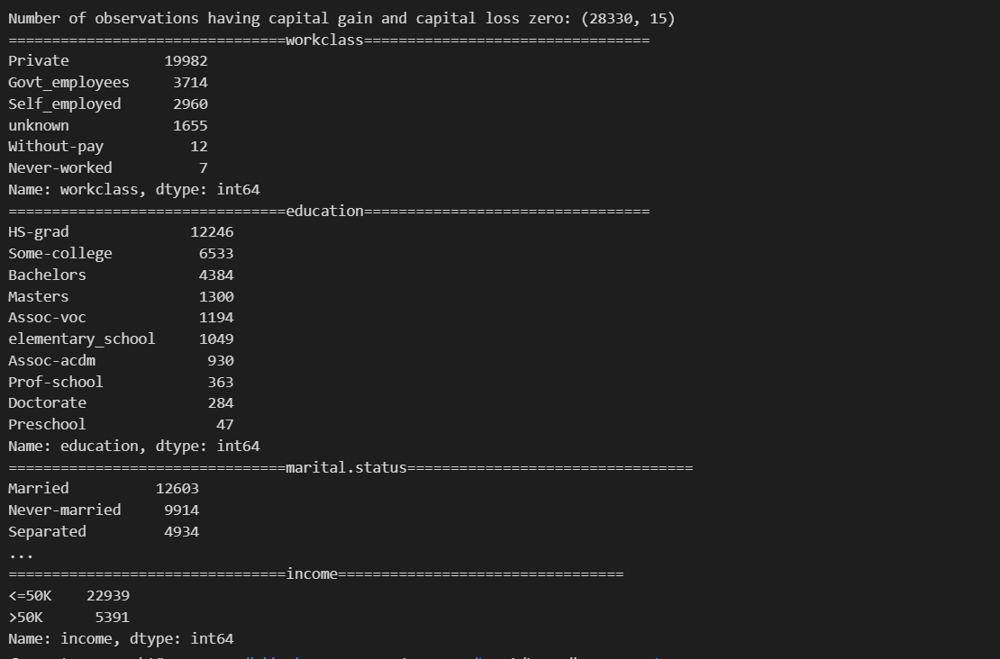 Number of observations having capital gain and capital loss zero: (28330, 15)
================================workclass=================================
Private           19982
Govt_employees     3714
Self_employed      2960
unknown            1655
Without-pay          12
Never-worked          7
Name: workclass, dtype: int64
================================education=================================
HS-grad              12246
Some-college          6533
Bachelors             4384
Masters               1300
Assoc-voc             1194
elementary_school     1049
Assoc-acdm             930
Prof-school            363
Doctorate              284
Preschool               47
Name: education, dtype: int64
================================marital.status=================================
Married          12603
Never-married     9914
Separated         4934
...
================================income=================================
<=50K    22939
>50K      5391
Name: income, dtype: int64